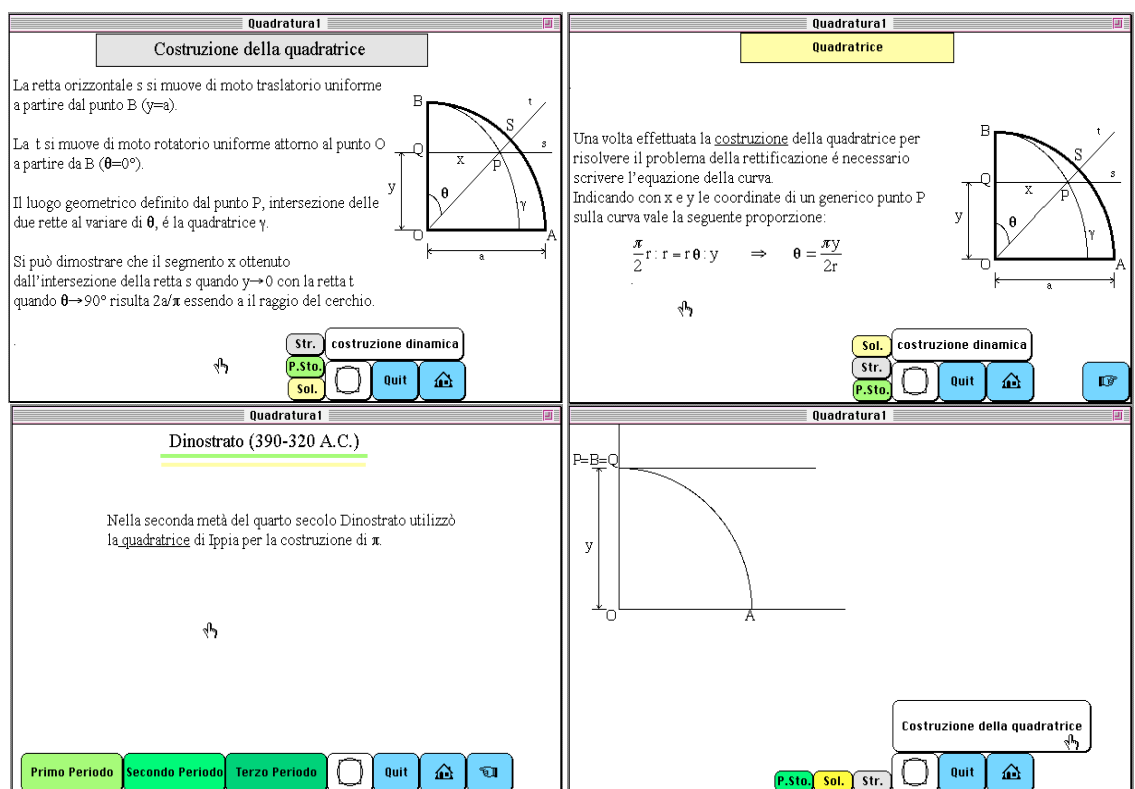 Quadratura1
Costruzione della quadratrice
La retta orizzontale s si muove di moto traslatorio uniforme
a partire dal punto B (y=a).
La t si muove di moto rotatorio uniforme attorno al punto O
a partire da B (θ=0°).
Il luogo geometrico definito dal punto P, intersezione delle
due rette al variare di θ, é la quadratrice γ.
Si può dimostrare che il segmento x ottenuto
dall'intersezione della retta s quando y→0 con la retta t
quando θ→90° risulta 2a/π essendo a il raggio del cerchio.
B
t
S
Q
x
s
P
y
θ
γ
O
A
a
Str.
costruzione dinamica
P.Sto.
Sol.
Quit
Quadratura1
Quadratrice
Una volta effettuata la costruzione della quadratrice per
risolvere il problema della rettificazione é necessario
scrivere l'equazione della curva.
Indicando con x e y le coordinate di un generico punto P
sulla curva vale la seguente proporzione:
π/2 r : r = r θ : y ⇒ θ = πy/2r
B
t
S
Q
x
s
P
y
θ
γ
O
A
a
Sol.
costruzione dinamica
Str.
P.Sto.
Quit
Quadratura1
Dinostrato (390-320 A.C.)
Nella seconda metà del quarto secolo Dinostrato utilizzò
la quadratrice di Ippia per la costruzione di π.
Primo Periodo
Secondo Periodo
Terzo Periodo
Quit
Quadratura1
P=B=Q
y
O
A
Costruzione della quadratrice
P.Sto.
Sol.
Str.
Quit